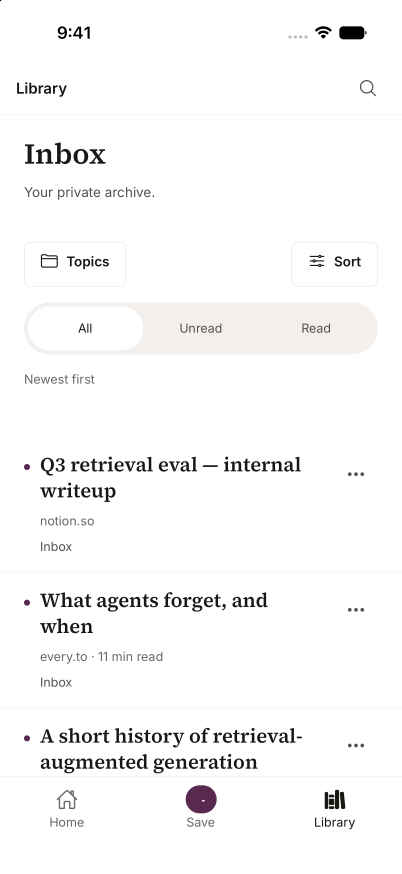 9:41
Library
Inbox
Your private archive.
Topics
Sort
All
Unread
Read
Newest first
Q3 retrieval eval — internal
writeup
notion.so
Inbox
What agents forget, and
when
every.to · 11 min read
Inbox
A short history of retrieval-
augmented generation
Home
Save
Library